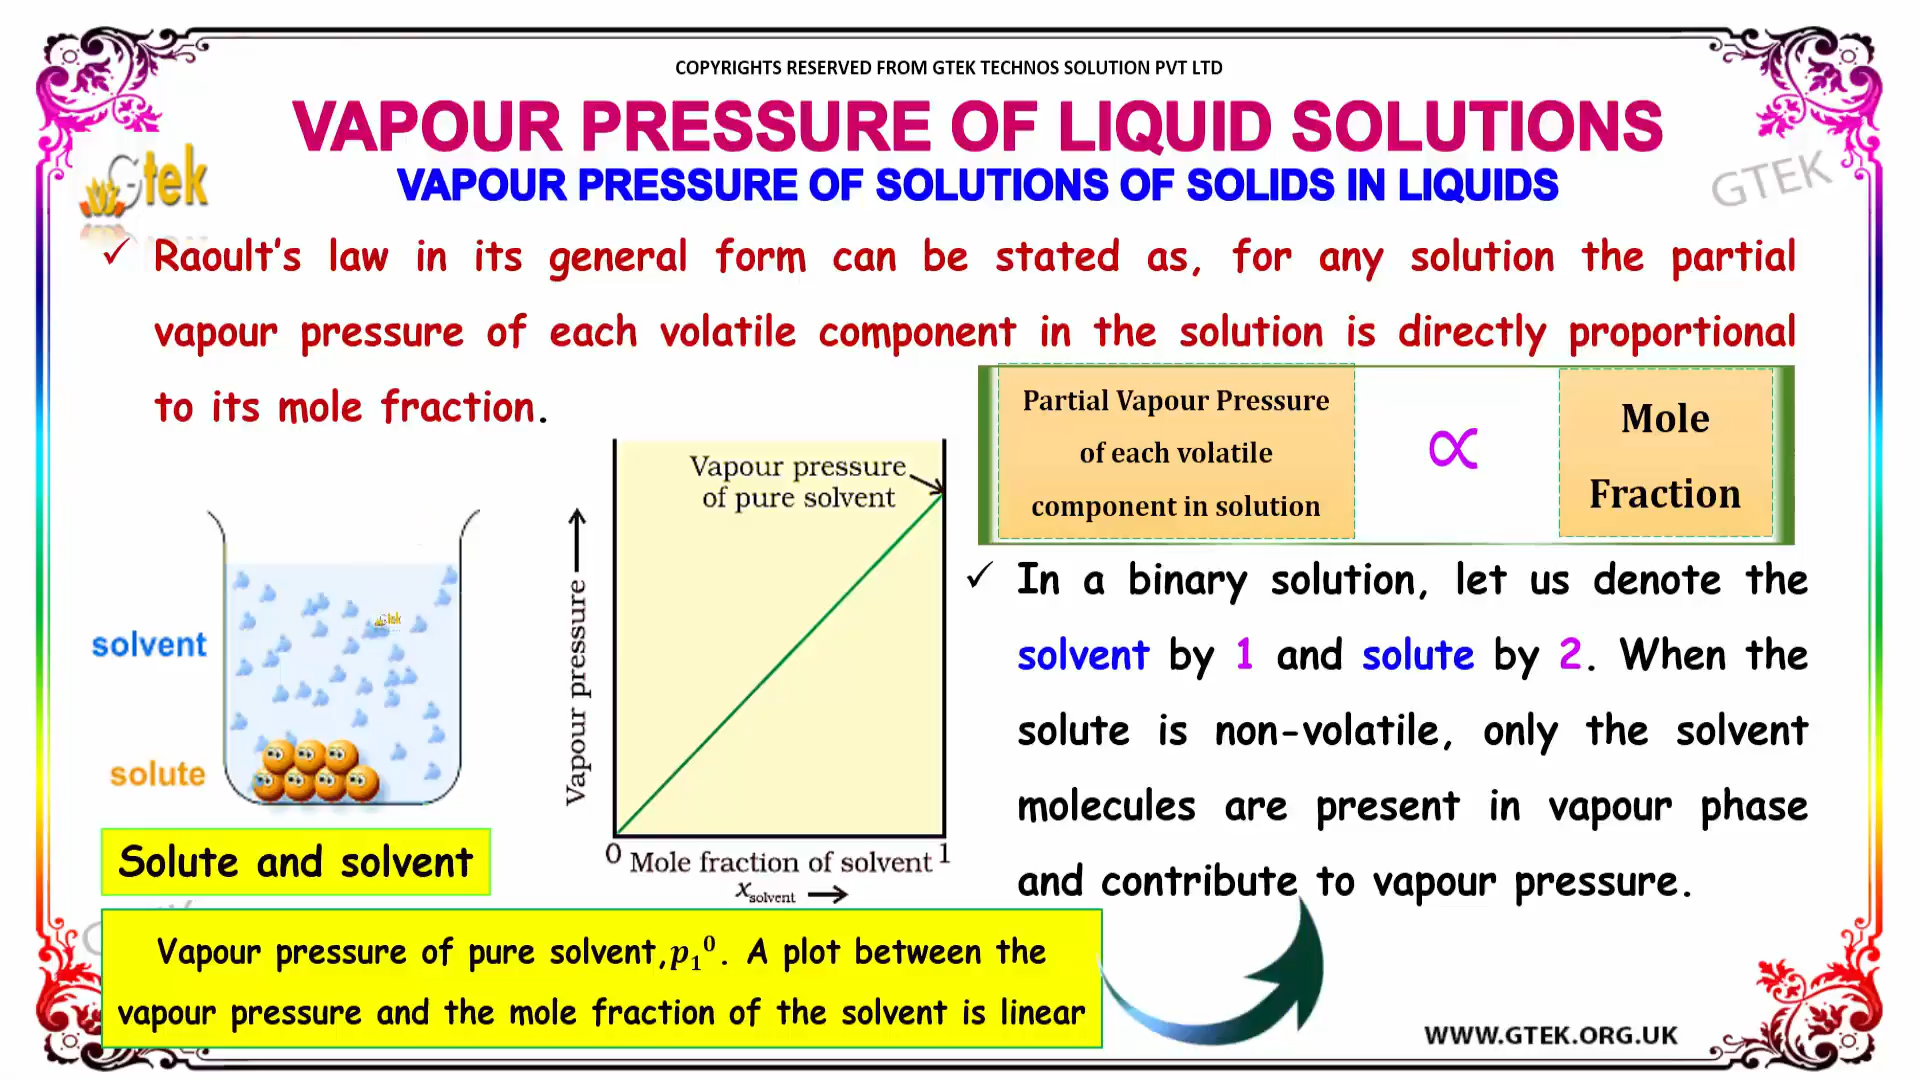 COPYRIGHTS RESERVED FROM GTEK TECHNOS SOLUTION PVT LTD
VAPOUR PRESSURE OF LIQUID SOLUTIONS
VAPOUR PRESSURE OF SOLUTIONS OF SOLIDS IN LIQUIDS
Gtek
GTEK
✓ Raoult's law in its general form can be stated as, for any solution the partial
vapour pressure of each volatile component in the solution is directly proportional
to its mole fraction.
Partial Vapour Pressure
of each volatile
component in solution
∝
Mole
Fraction
Vapour pressure
of pure solvent
Vapour pressure
0 Mole fraction of solvent 1
x solvent
Gtek
solvent
solute
Solute and solvent
✓ In a binary solution, let us denote the
solvent by 1 and solute by 2. When the
solute is non-volatile, only the solvent
molecules are present in vapour phase
and contribute to vapour pressure.
Vapour pressure of pure solvent,p₁⁰. A plot between the
vapour pressure and the mole fraction of the solvent is linear
WWW.GTEK.ORG.UK